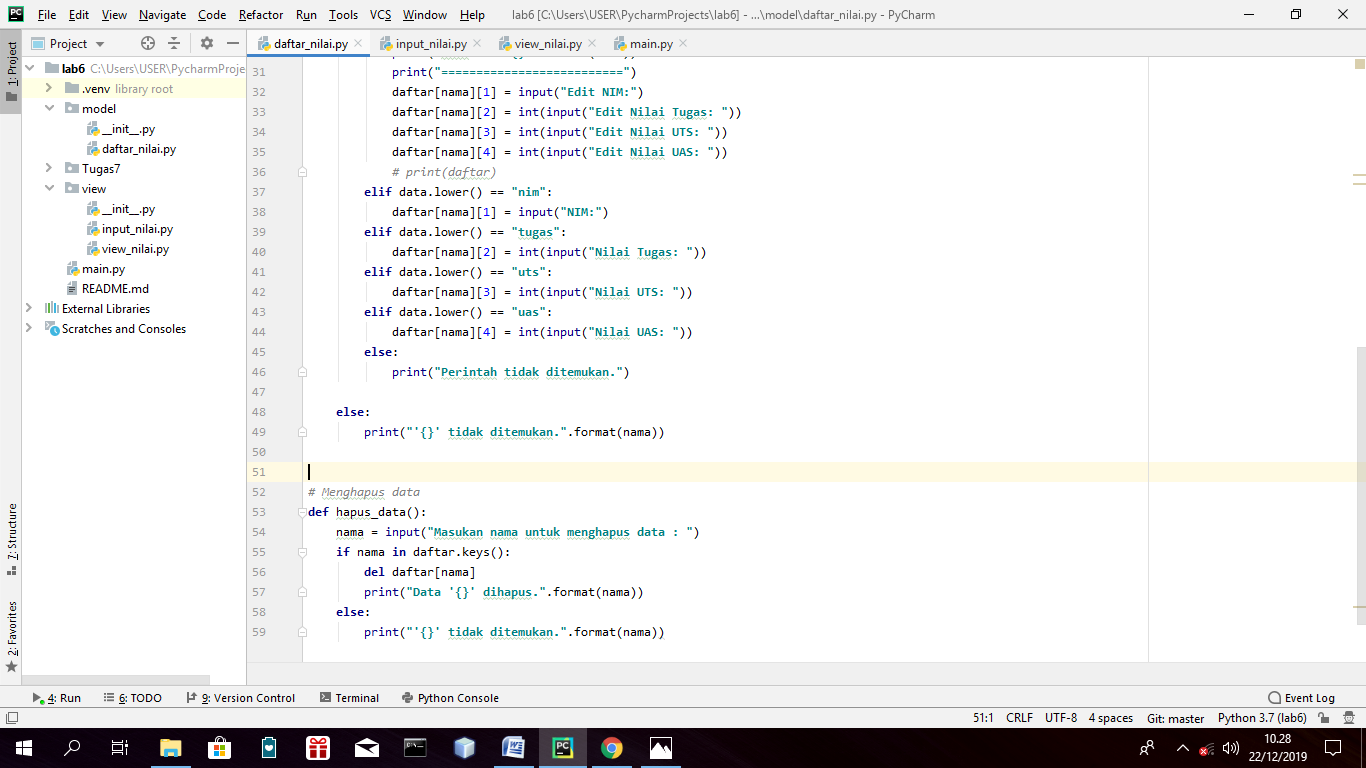 File Edit View Navigate Code Refactor Run Tools VCS Window Help lab6 [C:\Users\USER\PycharmProjects\lab6] - ...\model\daftar_nilai.py - PyCharm
Project
daftar_nilai.py input_nilai.py view_nilai.py main.py
1: Project
lab6 C:\Users\USER\PycharmProje
.venv library root
model
__init__.py
daftar_nilai.py
Tugas7
view
__init__.py
input_nilai.py
view_nilai.py
main.py
README.md
External Libraries
Scratches and Consoles
7: Structure
2: Favorites
31 print("==========================")
32 daftar[nama][1] = input("Edit NIM:")
33 daftar[nama][2] = int(input("Edit Nilai Tugas: "))
34 daftar[nama][3] = int(input("Edit Nilai UTS: "))
35 daftar[nama][4] = int(input("Edit Nilai UAS: "))
36 # print(daftar)
37 elif data.lower() == "nim":
38 daftar[nama][1] = input("NIM:")
39 elif data.lower() == "tugas":
40 daftar[nama][2] = int(input("Nilai Tugas: "))
41 elif data.lower() == "uts":
42 daftar[nama][3] = int(input("Nilai UTS: "))
43 elif data.lower() == "uas":
44 daftar[nama][4] = int(input("Nilai UAS: "))
45 else:
46 print("Perintah tidak ditemukan.")
47
48 else:
49 print("'{}' tidak ditemukan.".format(nama))
50
51
52 # Menghapus data
53 def hapus_data():
54 nama = input("Masukan nama untuk menghapus data : ")
55 if nama in daftar.keys():
56 del daftar[nama]
57 print("Data '{}' dihapus.".format(nama))
58 else:
59 print("'{}' tidak ditemukan.".format(nama))
4: Run 6: TODO 9: Version Control Terminal Python Console Event Log
51:1 CRLF UTF-8 4 spaces Git: master Python 3.7 (lab6)
10.28
22/12/2019